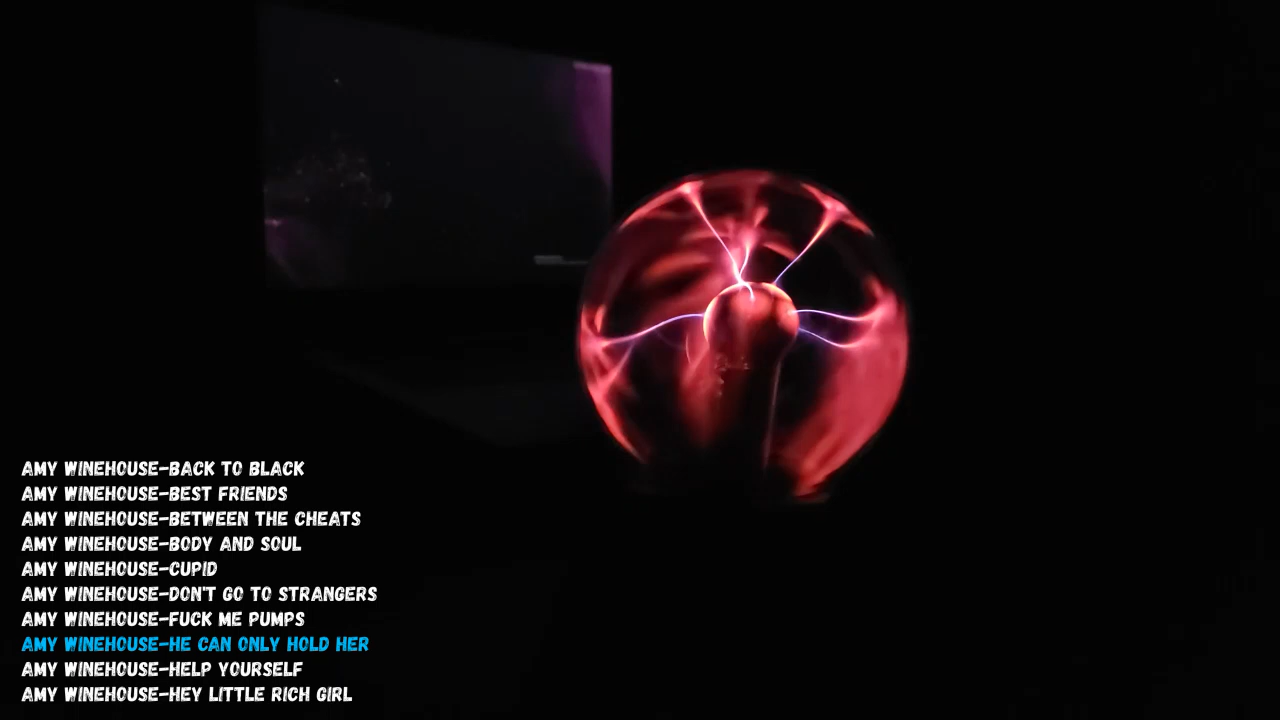 AMY WINEHOUSE-BACK TO BLACK
AMY WINEHOUSE-BEST FRIENDS
AMY WINEHOUSE-BETWEEN THE CHEATS
AMY WINEHOUSE-BODY AND SOUL
AMY WINEHOUSE-CUPID
AMY WINEHOUSE-DON'T GO TO STRANGERS
AMY WINEHOUSE-FUCK ME PUMPS
AMY WINEHOUSE-HE CAN ONLY HOLD HER
AMY WINEHOUSE-HELP YOURSELF
AMY WINEHOUSE-HEY LITTLE RICH GIRL